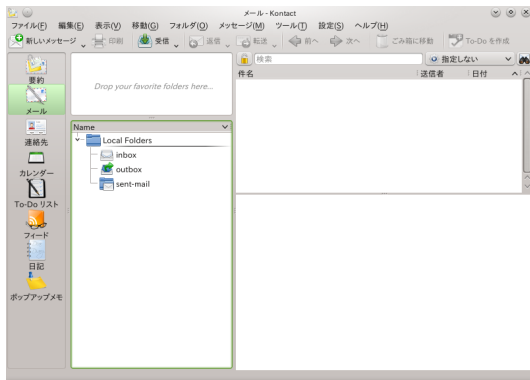 メール - Kontact
ファイル(F) 編集(E) 表示(V) 移動(G) フォルダ(O) メッセージ(M) ツール(T) 設定(S) ヘルプ(H)
新しいメッセージ 印刷 受信 返信 転送 前へ 次へ ごみ箱に移動 To-Do を作成
検索 指定しない
件名 送信者 日付
要約
メール
連絡先
カレンダー
To-Do リスト
フィード
日記
ポップアップメモ
Drop your favorite folders here...
Name
Local Folders
inbox
outbox
sent-mail